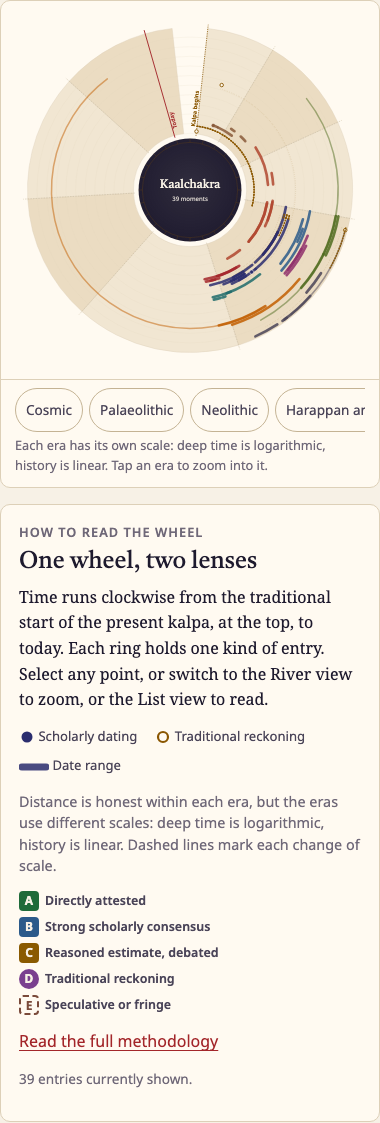 Today
Kalpa begins
Kaalchakra
39 moments
Cosmic
Palaeolithic
Neolithic
Harappan ar
Each era has its own scale: deep time is logarithmic,
history is linear. Tap an era to zoom into it.
HOW TO READ THE WHEEL
One wheel, two lenses
Time runs clockwise from the traditional
start of the present kalpa, at the top, to
today. Each ring holds one kind of entry.
Select any point, or switch to the River view
to zoom, or the List view to read.
Scholarly dating
Traditional reckoning
Date range
Distance is honest within each era, but the eras
use different scales: deep time is logarithmic,
history is linear. Dashed lines mark each change of
scale.
A Directly attested
B Strong scholarly consensus
C Reasoned estimate, debated
D Traditional reckoning
E Speculative or fringe
Read the full methodology
39 entries currently shown.